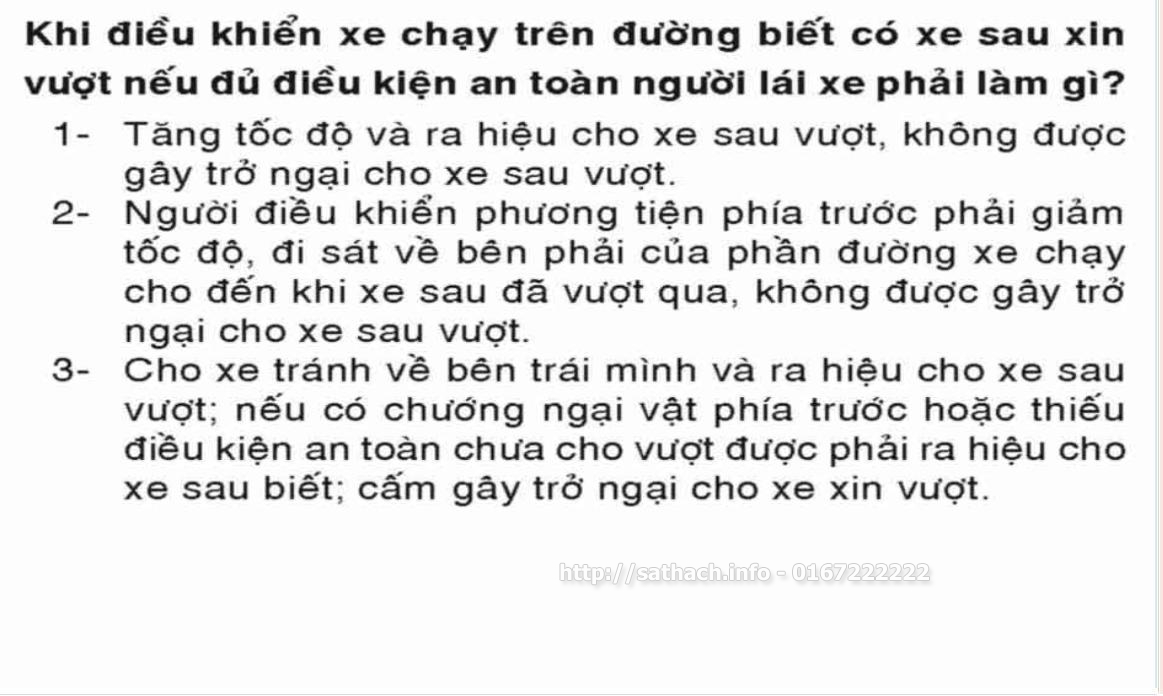 Khi điều khiển xe chạy trên đường biết có xe sau xin
vượt nếu đủ điều kiện an toàn người lái xe phải làm gì?
1- Tăng tốc độ và ra hiệu cho xe sau vượt, không được
gây trở ngại cho xe sau vượt.
2- Người điều khiển phương tiện phía trước phải giảm
tốc độ, đi sát về bên phải của phần đường xe chạy
cho đến khi xe sau đã vượt qua, không được gây trở
ngại cho xe sau vượt.
3- Cho xe tránh về bên trái mình và ra hiệu cho xe sau
vượt; nếu có chướng ngại vật phía trước hoặc thiếu
điều kiện an toàn chưa cho vượt được phải ra hiệu cho
xe sau biết; cấm gây trở ngại cho xe xin vượt.
http://sathach.info - 0167222222